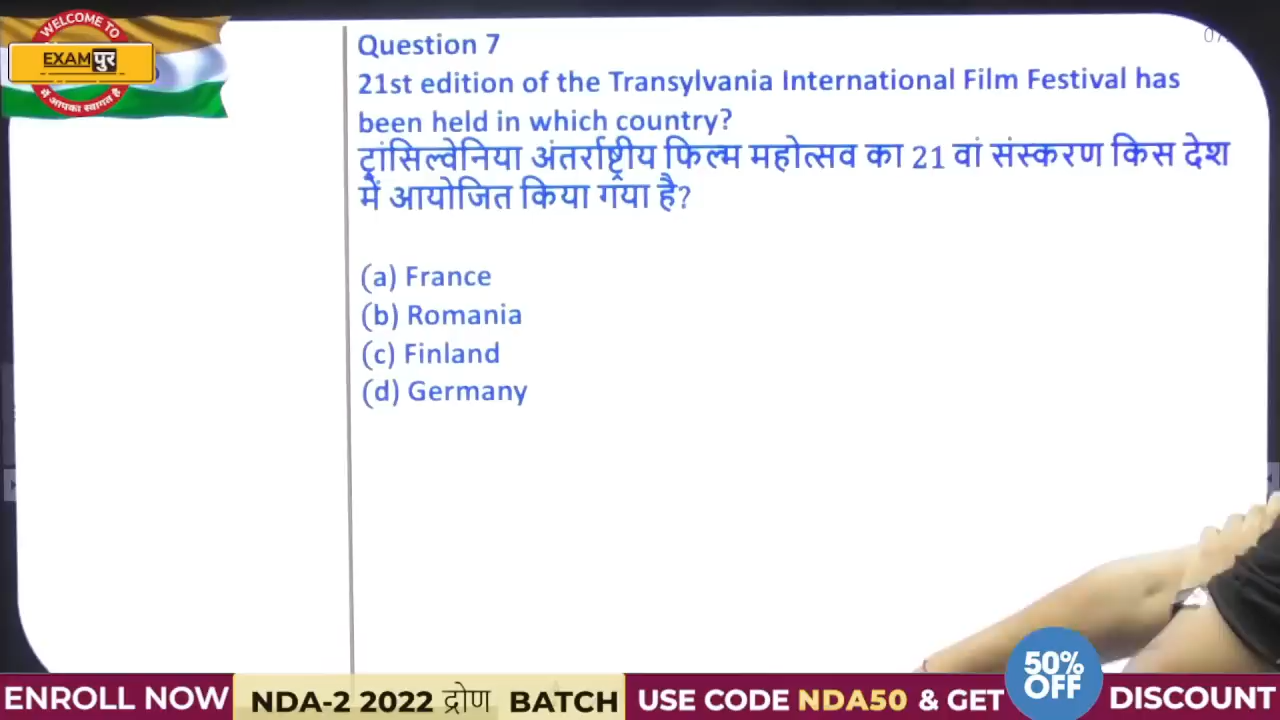 WELCOME TO
EXAMपुर
में आपका स्वागत है
Question 7
21st edition of the Transylvania International Film Festival has
been held in which country?
ट्रांसिल्वेनिया अंतर्राष्ट्रीय फिल्म महोत्सव का 21 वां संस्करण किस देश
में आयोजित किया गया है?
(a) France
(b) Romania
(c) Finland
(d) Germany
ENROLL NOW NDA-2 2022 द्रोण BATCH USE CODE NDA50 & GET 50% OFF DISCOUNT